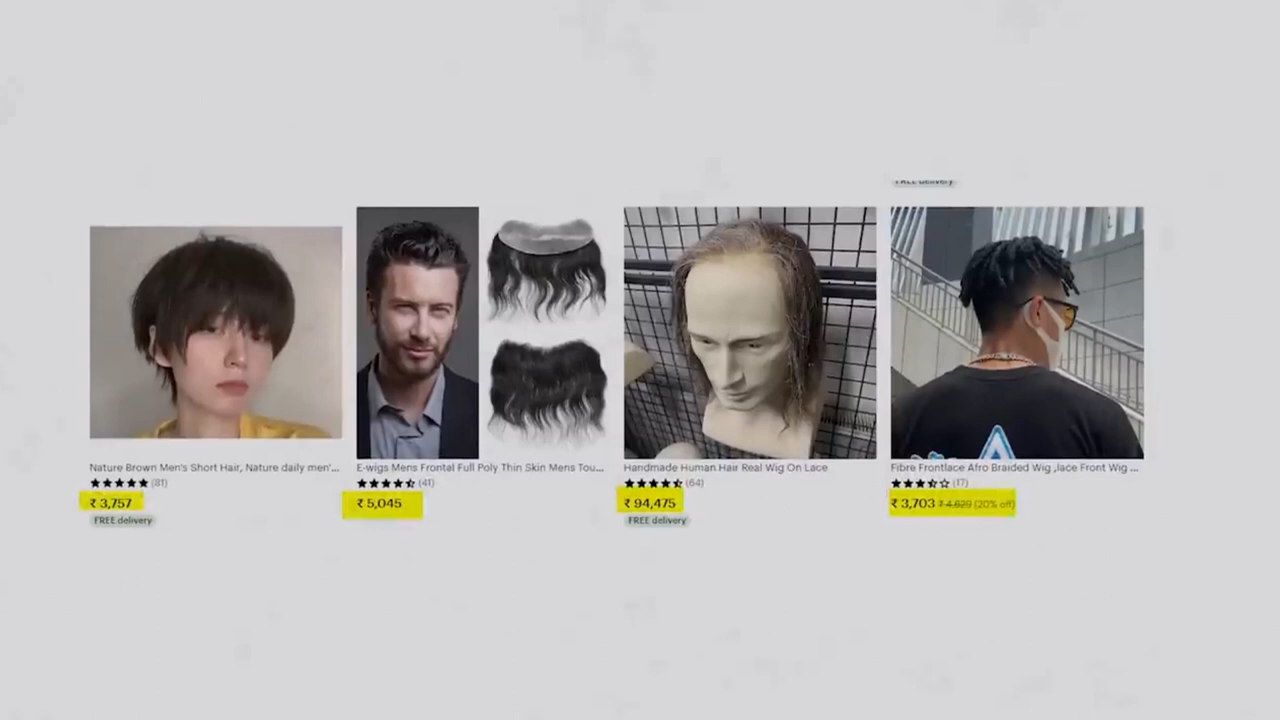 FREE delivery
Nature Brown Men's Short Hair, Nature daily men'...
(81)
₹ 3,757
FREE delivery
E-wigs Mens Frontal Full Poly Thin Skin Mens Tou...
(41)
₹ 5,045
Handmade Human Hair Real Wig On Lace
(64)
₹ 94,475
FREE delivery
Fibre Frontlace Afro Braided Wig ,lace Front Wig ...
(17)
₹ 3,703 ₹ 4,629 (20% off)